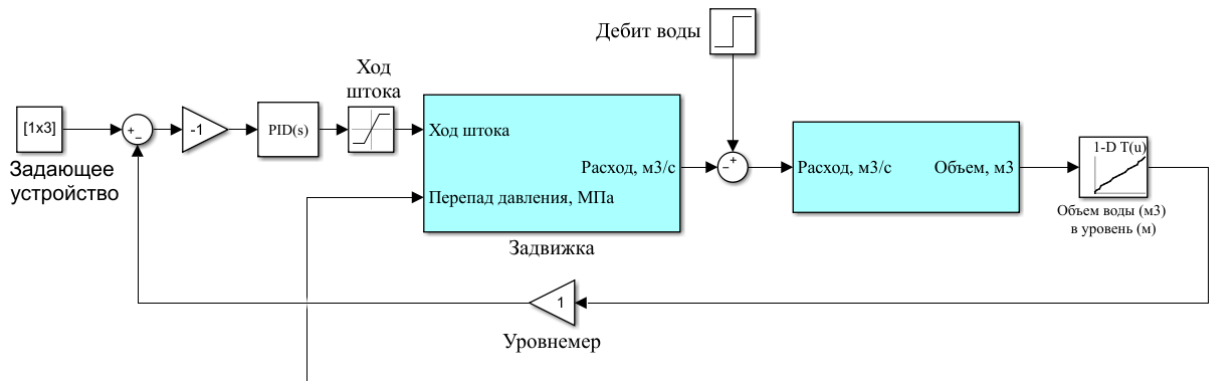 Дебит воды
Ход
штока
[1x3]
+
−
-1
PID(s)
Ход штока
Расход, м3/с
Перепад давления, МПа
−
+
Расход, м3/с
Объем, м3
1-D T(u)
Задающее
устройство
Задвижка
Объем воды (м3)
в уровень (м)
1
Уровнемер